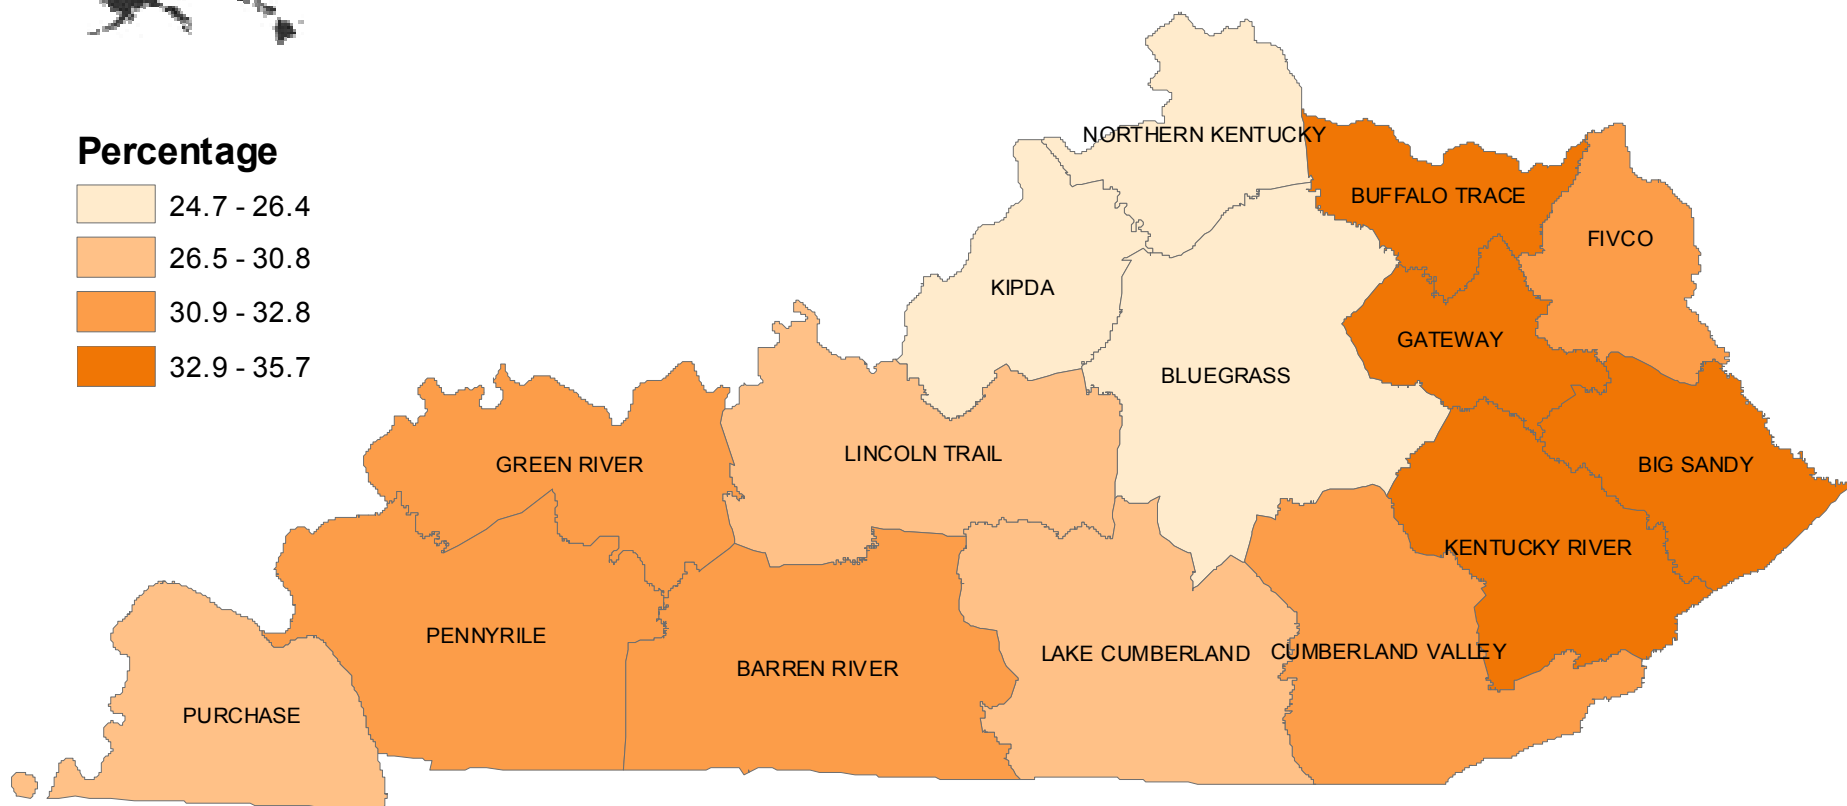 Percentage
24.7 - 26.4
26.5 - 30.8
30.9 - 32.8
32.9 - 35.7
NORTHERN KENTUCKY
BUFFALO TRACE
FIVCO
KIPDA
GATEWAY
BLUEGRASS
LINCOLN TRAIL
GREEN RIVER
BIG SANDY
KENTUCKY RIVER
PENNYRILE
LAKE CUMBERLAND
CUMBERLAND VALLEY
BARREN RIVER
PURCHASE